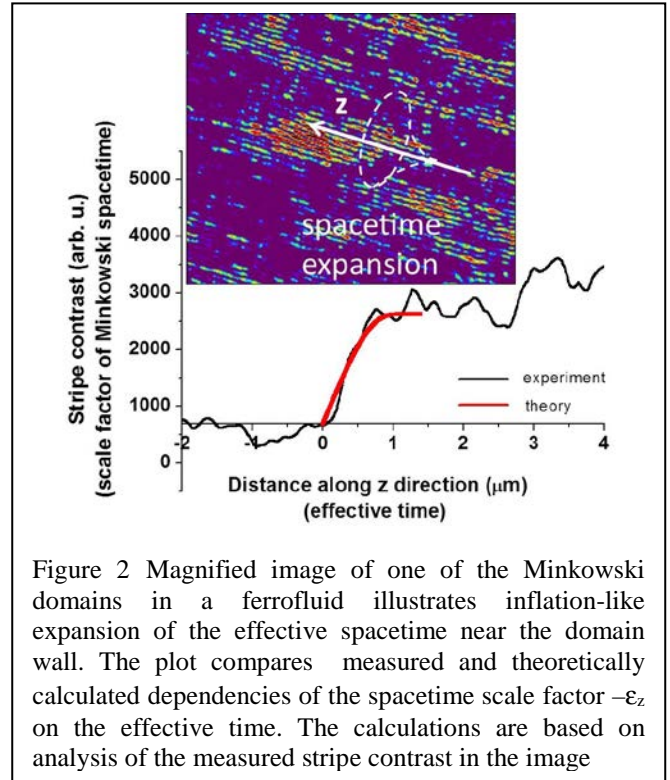 z
spacetime
expansion
Stripe contrast (arb. u.)
(scale factor of Minkowski spacetime)
5000
4000
3000
2000
1000
0
-2
-1
0
1
2
3
4
experiment
theory
Distance along z direction (μm)
(effective time)
Figure 2 Magnified image of one of the Minkowski
domains in a ferrofluid illustrates inflation-like
expansion of the effective spacetime near the domain
wall. The plot compares measured and theoretically
calculated dependencies of the spacetime scale factor –εz
on the effective time. The calculations are based on
analysis of the measured stripe contrast in the image